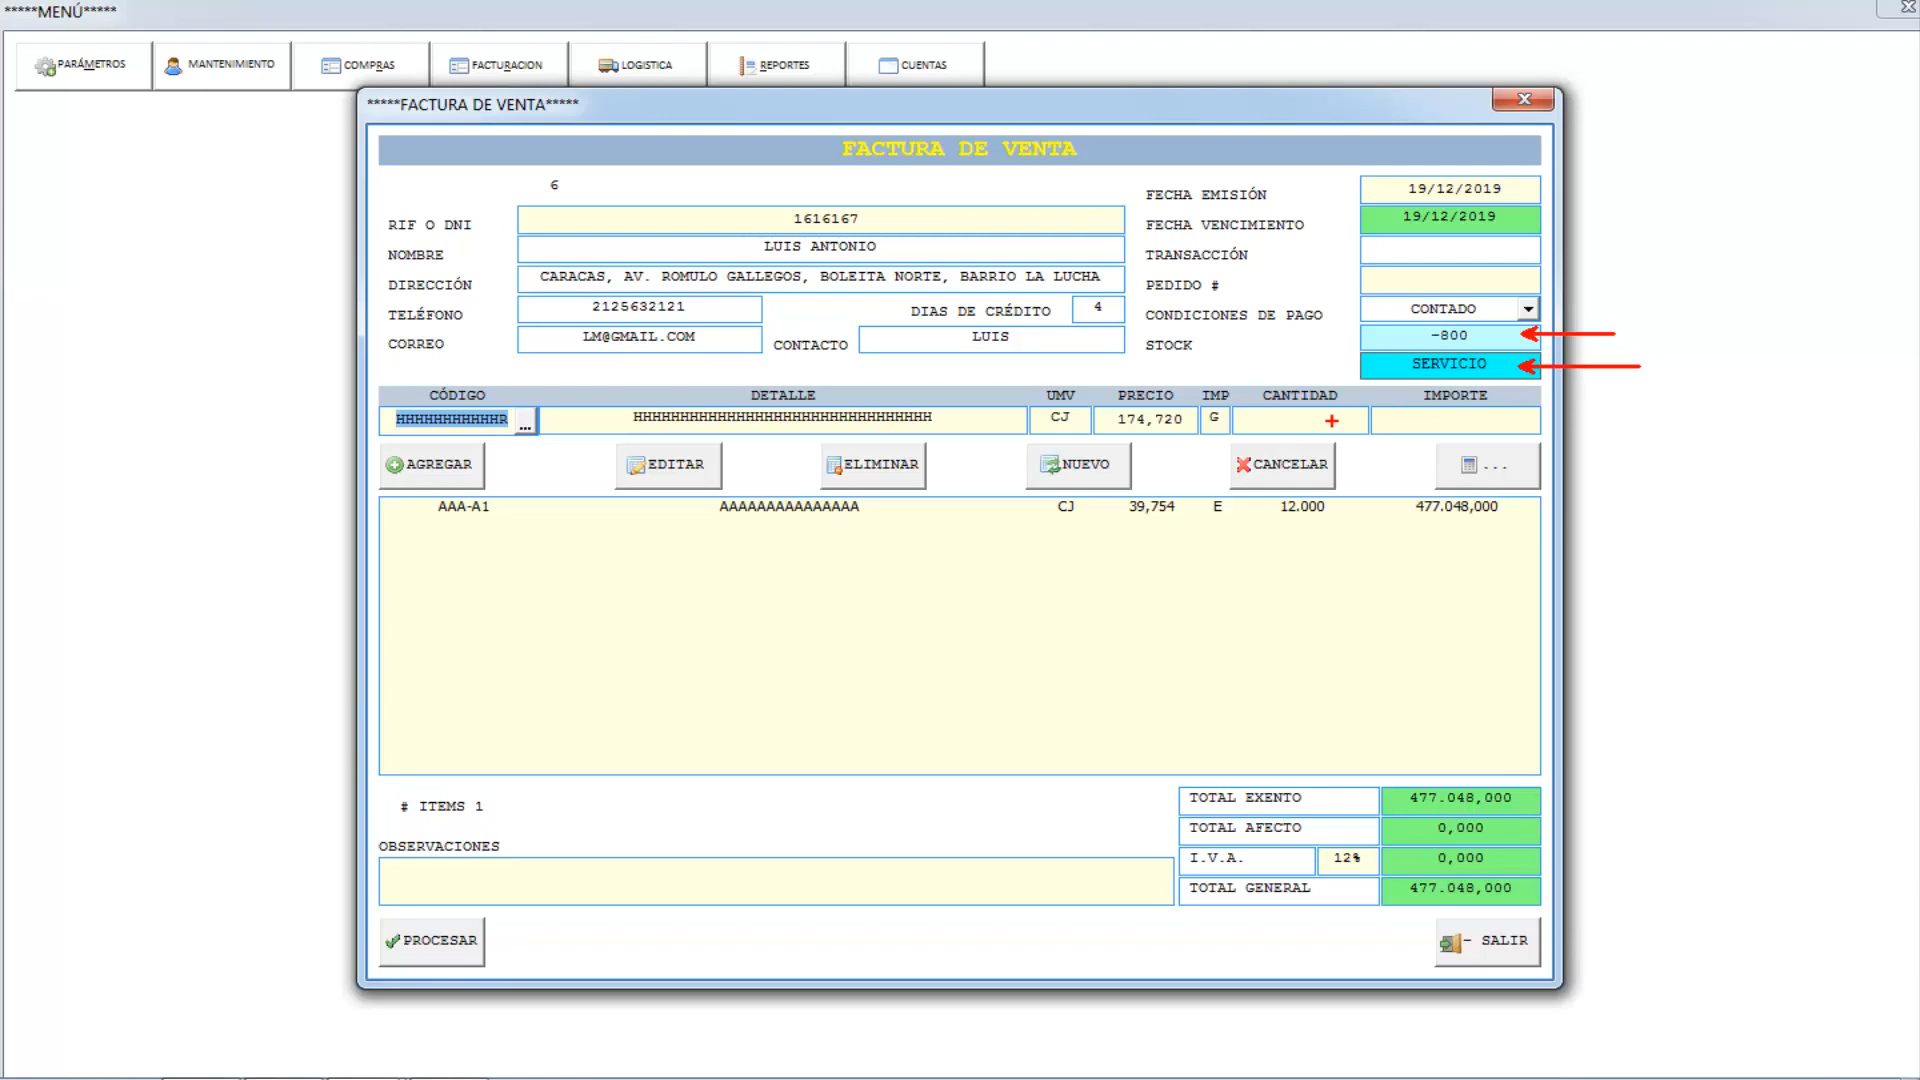 *****MENÚ*****
PARÁMETROS MANTENIMIENTO COMPRAS FACTURACION LOGISTICA REPORTES CUENTAS
*****FACTURA DE VENTA*****
FACTURA DE VENTA
6
FECHA EMISIÓN 19/12/2019
RIF O DNI 1616167 FECHA VENCIMIENTO 19/12/2019
NOMBRE LUIS ANTONIO TRANSACCIÓN
DIRECCIÓN CARACAS, AV. ROMULO GALLEGOS, BOLEITA NORTE, BARRIO LA LUCHA PEDIDO #
TELÉFONO 2125632121 DIAS DE CRÉDITO 4 CONDICIONES DE PAGO CONTADO
CORREO LM@GMAIL.COM CONTACTO LUIS STOCK -800
SERVICIO
CÓDIGO DETALLE UMV PRECIO IMP CANTIDAD IMPORTE
HHHHHHHHHHHR ... HHHHHHHHHHHHHHHHHHHHHHHHHHHHHHHH CJ 174,720 G
AGREGAR EDITAR ELIMINAR NUEVO CANCELAR ...
AAA-A1 AAAAAAAAAAAAAAA CJ 39,754 E 12.000 477.048,000
# ITEMS 1
TOTAL EXENTO 477.048,000
TOTAL AFECTO 0,000
OBSERVACIONES
I.V.A. 12% 0,000
TOTAL GENERAL 477.048,000
PROCESAR - SALIR